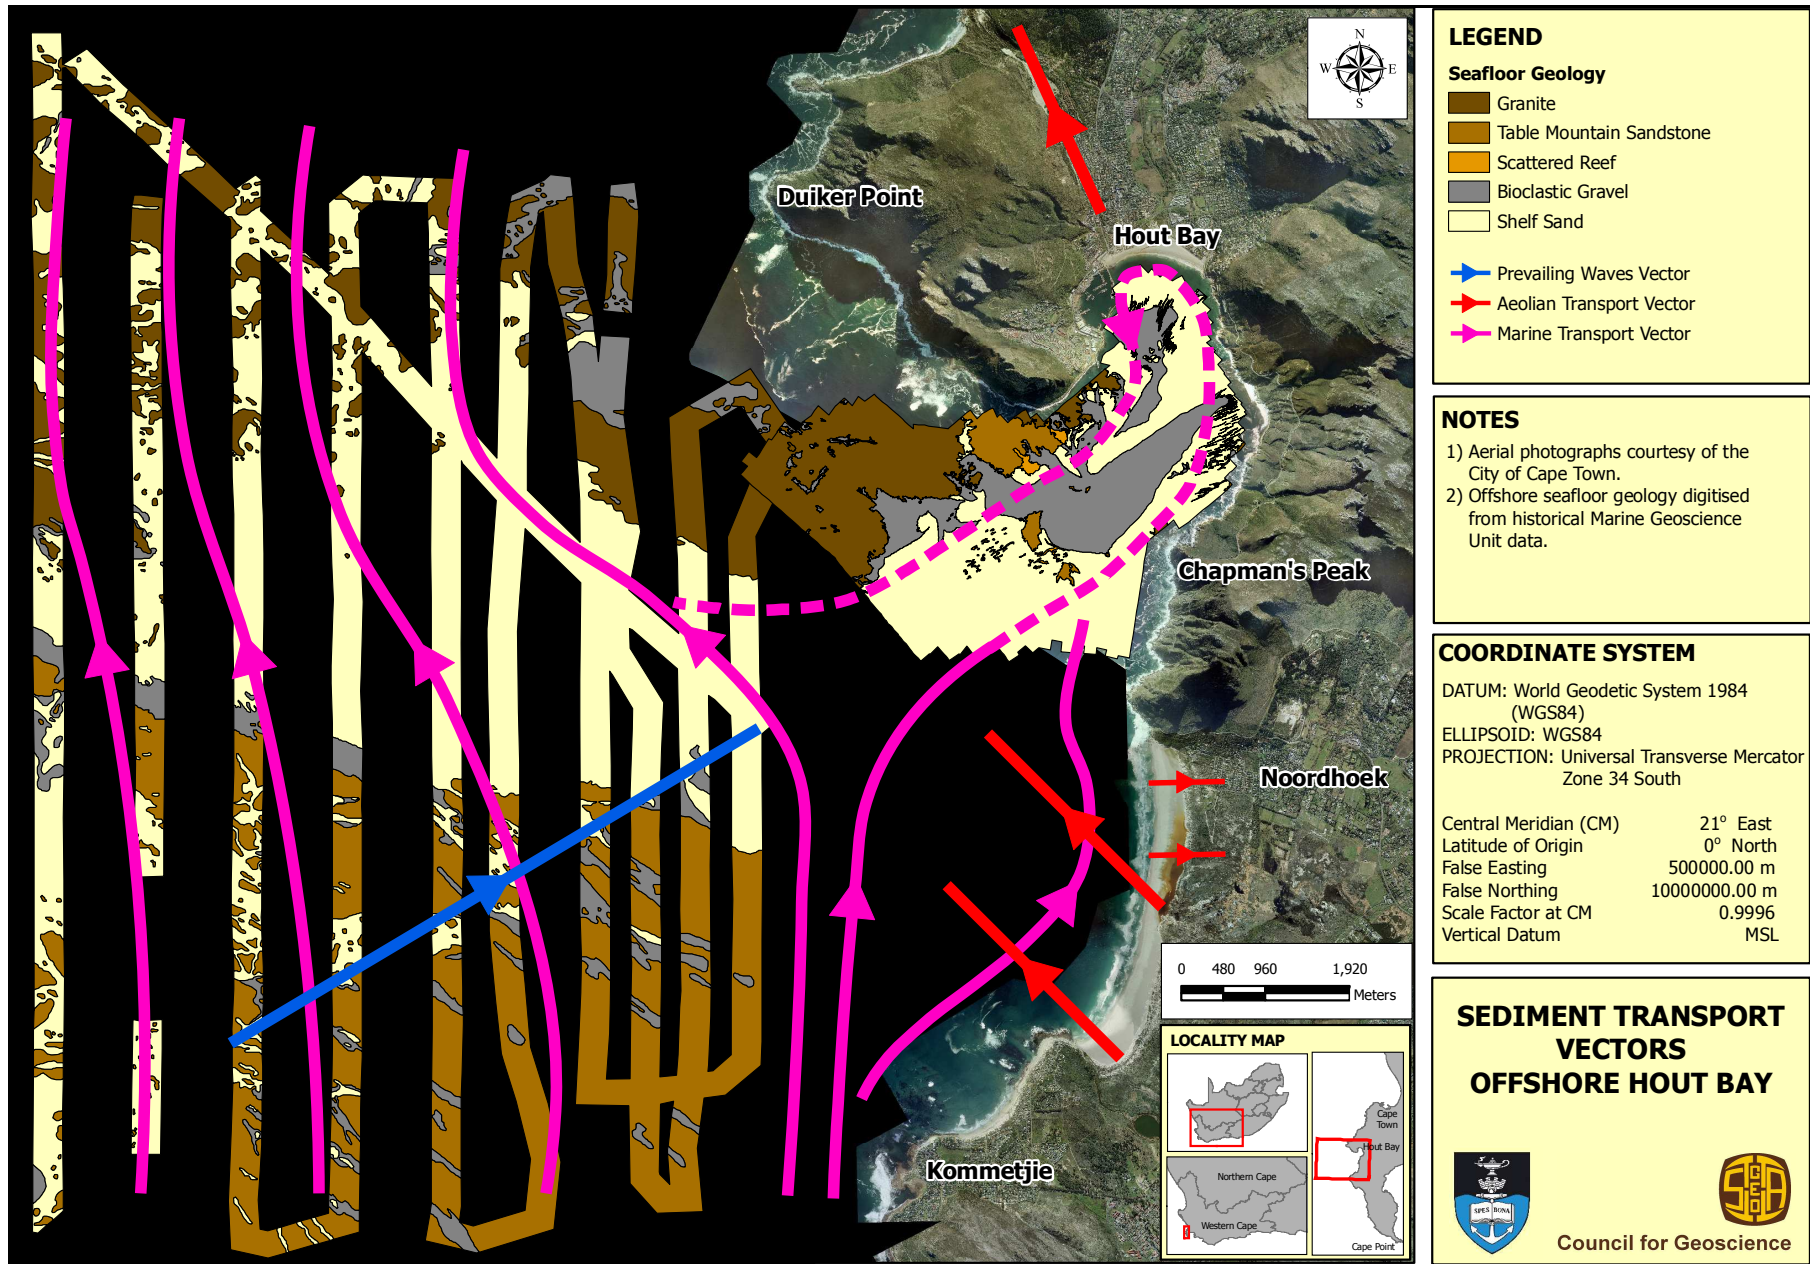 Duiker Point
Hout Bay
Chapman's Peak
Noordhoek
Kommetjie
N
W
E
S
0 480 960 1,920
Meters
LOCALITY MAP
Northern Cape
Western Cape
Cape
Town
Hout Bay
Cape Point
LEGEND
Seafloor Geology
Granite
Table Mountain Sandstone
Scattered Reef
Bioclastic Gravel
Shelf Sand
Prevailing Waves Vector
Aeolian Transport Vector
Marine Transport Vector
NOTES
1) Aerial photographs courtesy of the
City of Cape Town.
2) Offshore seafloor geology digitised
from historical Marine Geoscience
Unit data.
COORDINATE SYSTEM
DATUM: World Geodetic System 1984
(WGS84)
ELLIPSOID: WGS84
PROJECTION: Universal Transverse Mercator
Zone 34 South
Central Meridian (CM) 21° East
Latitude of Origin 0° North
False Easting 500000.00 m
False Northing 10000000.00 m
Scale Factor at CM 0.9996
Vertical Datum MSL
SEDIMENT TRANSPORT
VECTORS
OFFSHORE HOUT BAY
SPES BONA
Council for Geoscience